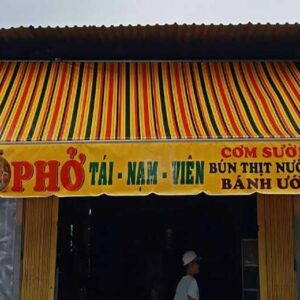 PHỞ TÁI - NẠM - VIÊN
CƠM SƯỜ
BÚN THỊT NƯỚ
BÁNH ƯỚ